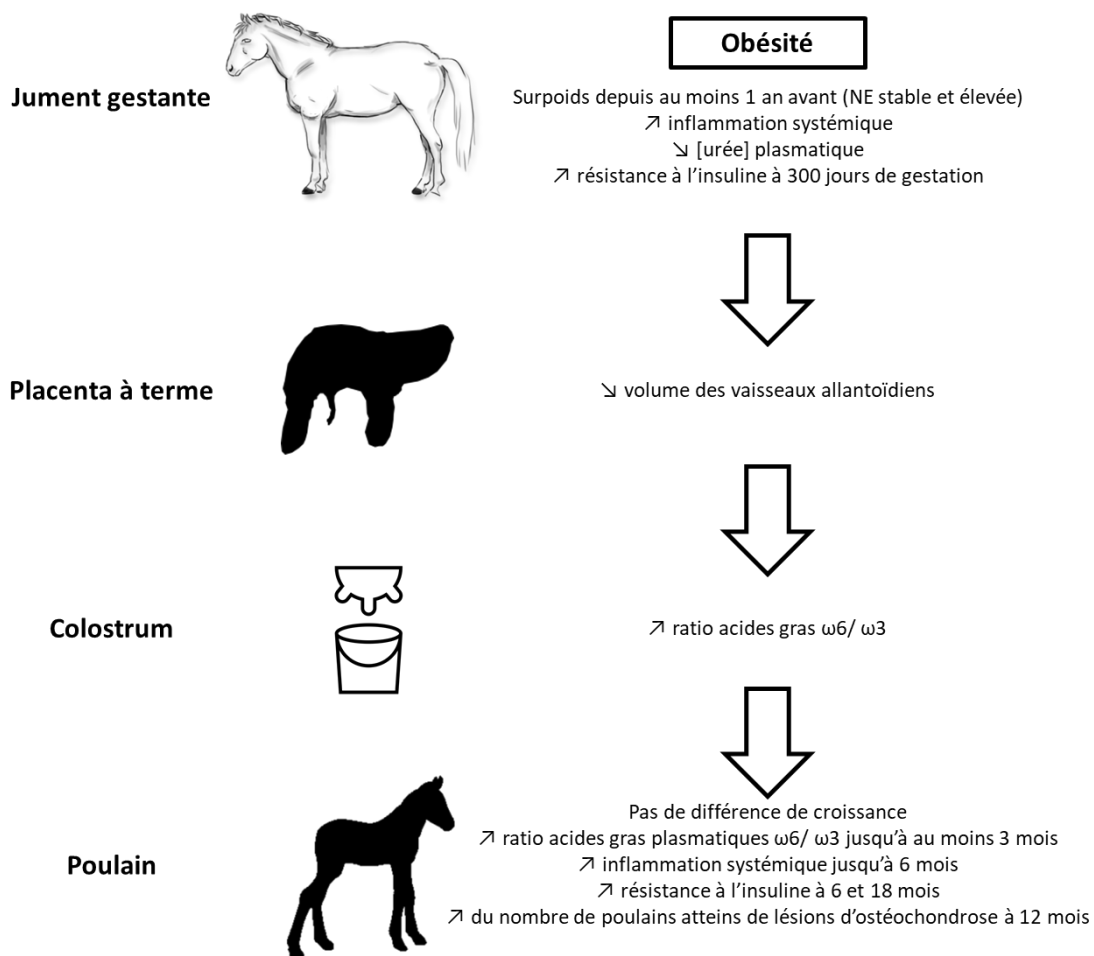 Obésité
Jument gestante
Surpoids depuis au moins 1 an avant (NE stable et élevée)
↗ inflammation systémique
↘ [urée] plasmatique
↗ résistance à l’insuline à 300 jours de gestation
Placenta à terme
↘ volume des vaisseaux allantoïdiens
Colostrum
↗ ratio acides gras ω6/ ω3
Poulain
Pas de différence de croissance
↗ ratio acides gras plasmatiques ω6/ ω3 jusqu’à au moins 3 mois
↗ inflammation systémique jusqu’à 6 mois
↗ résistance à l’insuline à 6 et 18 mois
↗ du nombre de poulains atteins de lésions d’ostéochondrose à 12 mois